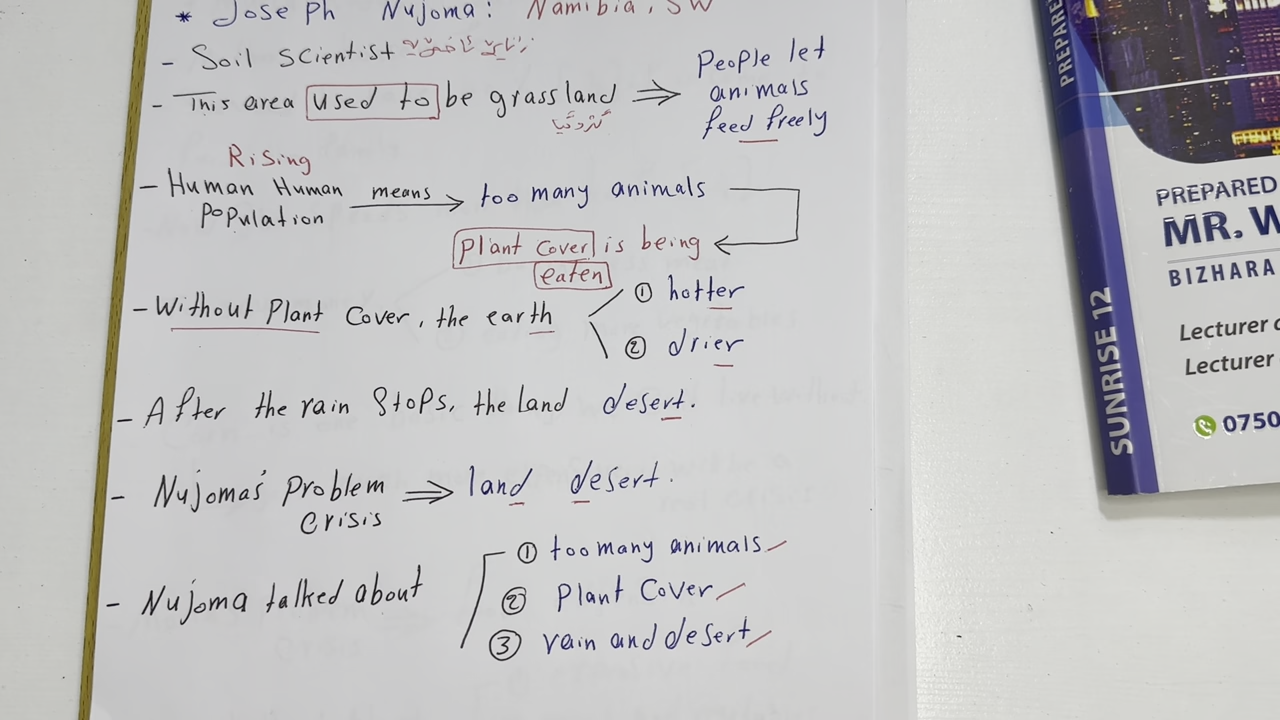 * Joseph Nujoma: Namibia, SW
- Soil scientist
- This area used to be grassland ⇒ People let animals feed freely
گژوگیا
Rising
- Human Human Population means → too many animals
Plant Cover is being eaten
- Without Plant Cover, the earth
① hotter
② drier
- After the rain stops, the land desert.
- Nujoma's Problem ⇒ land desert.
Crisis
- Nujoma talked about
① too many animals
② Plant Cover
③ rain and desert
PREPARE
PREPARED
MR. W
BIZHARA
Lecturer
Lecturer
0750
SUNRISE 12